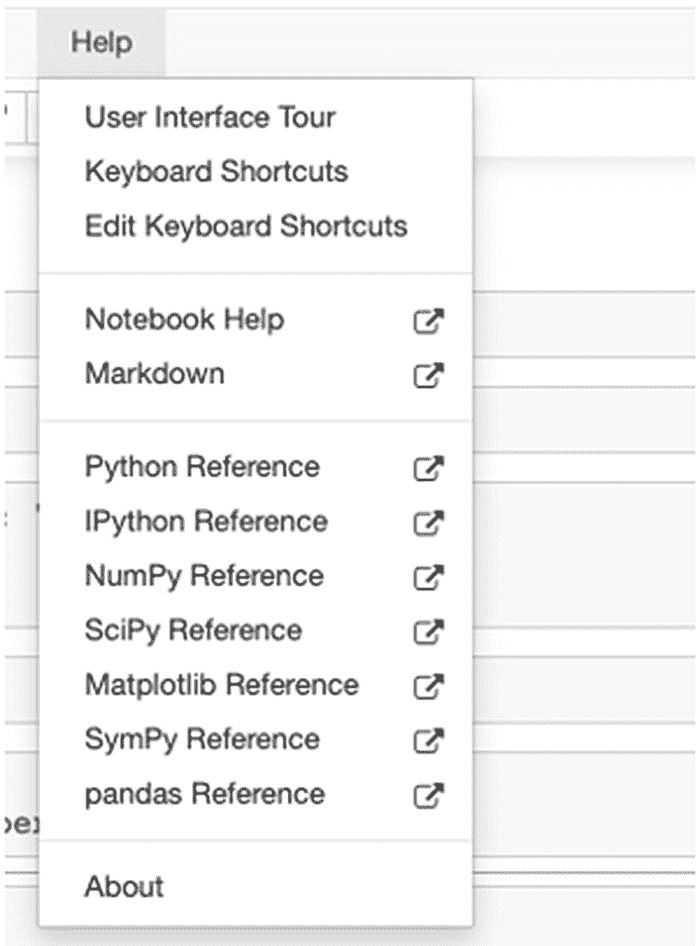 Help
User Interface Tour
Keyboard Shortcuts
Edit Keyboard Shortcuts
Notebook Help
Markdown
Python Reference
IPython Reference
NumPy Reference
SciPy Reference
Matplotlib Reference
SymPy Reference
pandas Reference
About